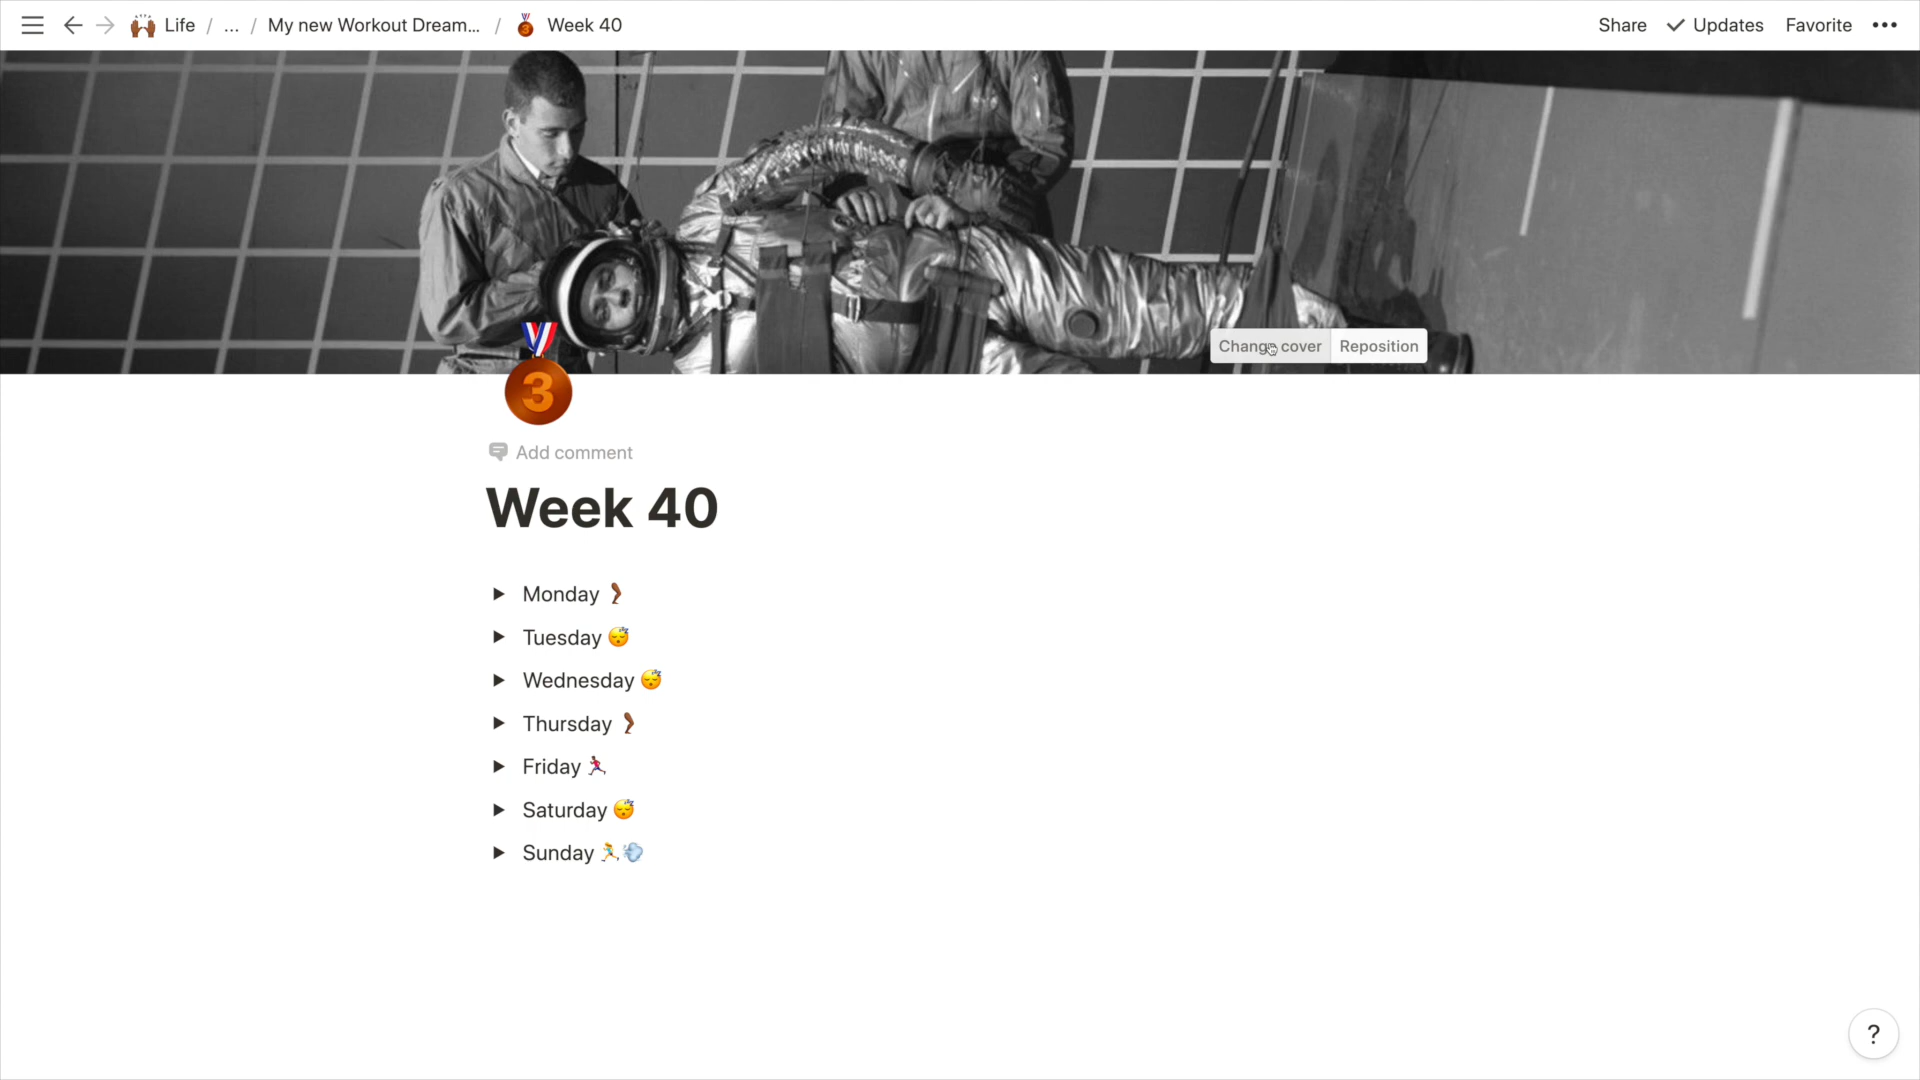 Life / ... / My new Workout Dream... / Week 40
Share Updates Favorite
Change cover Reposition
3
Add comment
Week 40
Monday
Tuesday
Wednesday
Thursday
Friday
Saturday
Sunday
?